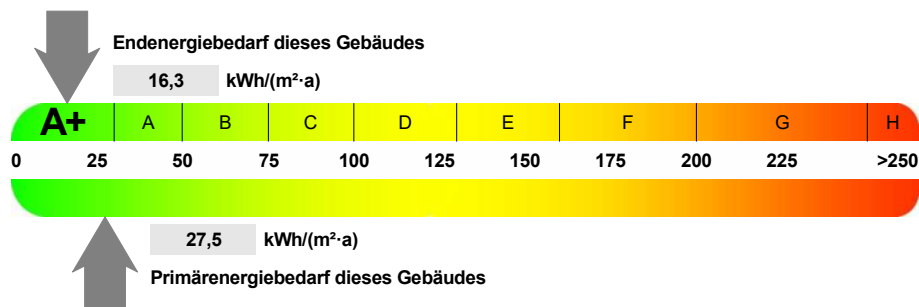 Endenergiebedarf dieses Gebäudes
16,3 kWh/(m²·a)
A+ A B C D E F G H
0 25 50 75 100 125 150 175 200 225 >250
27,5 kWh/(m²·a)
Primärenergiebedarf dieses Gebäudes